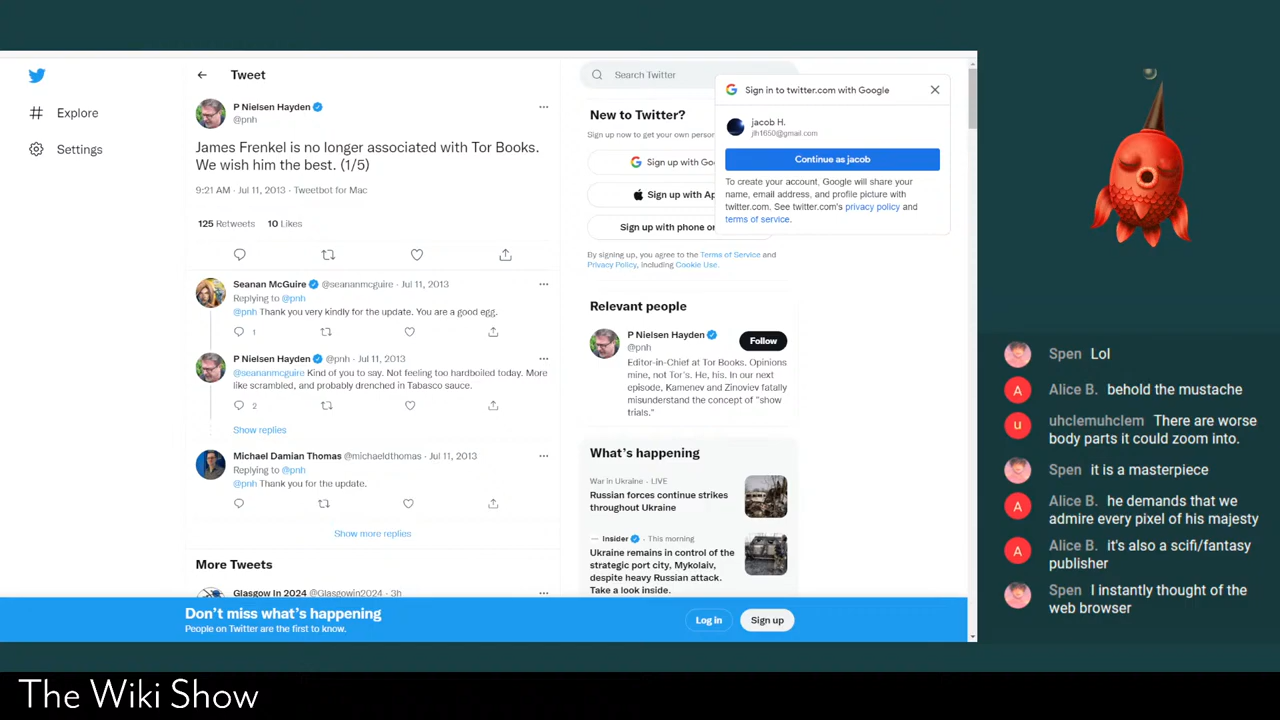 Explore
Settings
Tweet
P Nielsen Hayden
@pnh
James Frenkel is no longer associated with Tor Books.
We wish him the best. (1/5)
9:21 AM · Jul 11, 2013 · Tweetbot for Mac
125 Retweets 10 Likes
Seanan McGuire @seananmcguire · Jul 11, 2013
Replying to @pnh
@pnh Thank you very kindly for the update. You are a good egg.
1
P Nielsen Hayden @pnh · Jul 11, 2013
@seananmcguire Kind of you to say. Not feeling too hardboiled today. More
like scrambled, and probably drenched in Tabasco sauce.
2
Show replies
Michael Damian Thomas @michaeldthomas · Jul 11, 2013
Replying to @pnh
@pnh Thank you for the update.
Show more replies
More Tweets
Glasgow In 2024 @Glasgowin2024 · 3h
Search Twitter
New to Twitter?
Sign up now to get your own person
Sign up with Goo
Sign up with Ap
Sign up with phone or
By signing up, you agree to the Terms of Service and
Privacy Policy, including Cookie Use.
Sign in to twitter.com with Google
jacob H.
jlh1650@gmail.com
Continue as jacob
To create your account, Google will share your
name, email address, and profile picture with
twitter.com. See twitter.com's privacy policy and
terms of service.
Relevant people
P Nielsen Hayden
@pnh
Follow
Editor-in-Chief at Tor Books. Opinions
mine, not Tor's. He, his. In our next
episode, Kamenev and Zinoviev fatally
misunderstand the concept of "show
trials."
What's happening
War in Ukraine · LIVE
Russian forces continue strikes
throughout Ukraine
Insider · This morning
Ukraine remains in control of the
strategic port city, Mykolaiv,
despite heavy Russian attack.
Take a look inside.
Don't miss what's happening
People on Twitter are the first to know.
Log in
Sign up
Spen Lol
A
Alice B. behold the mustache
u
uhclemuhclem There are worse
body parts it could zoom into.
Spen it is a masterpiece
A
Alice B. he demands that we
admire every pixel of his majesty
A
Alice B. it's also a scifi/fantasy
publisher
Spen I instantly thought of the
web browser
The Wiki Show